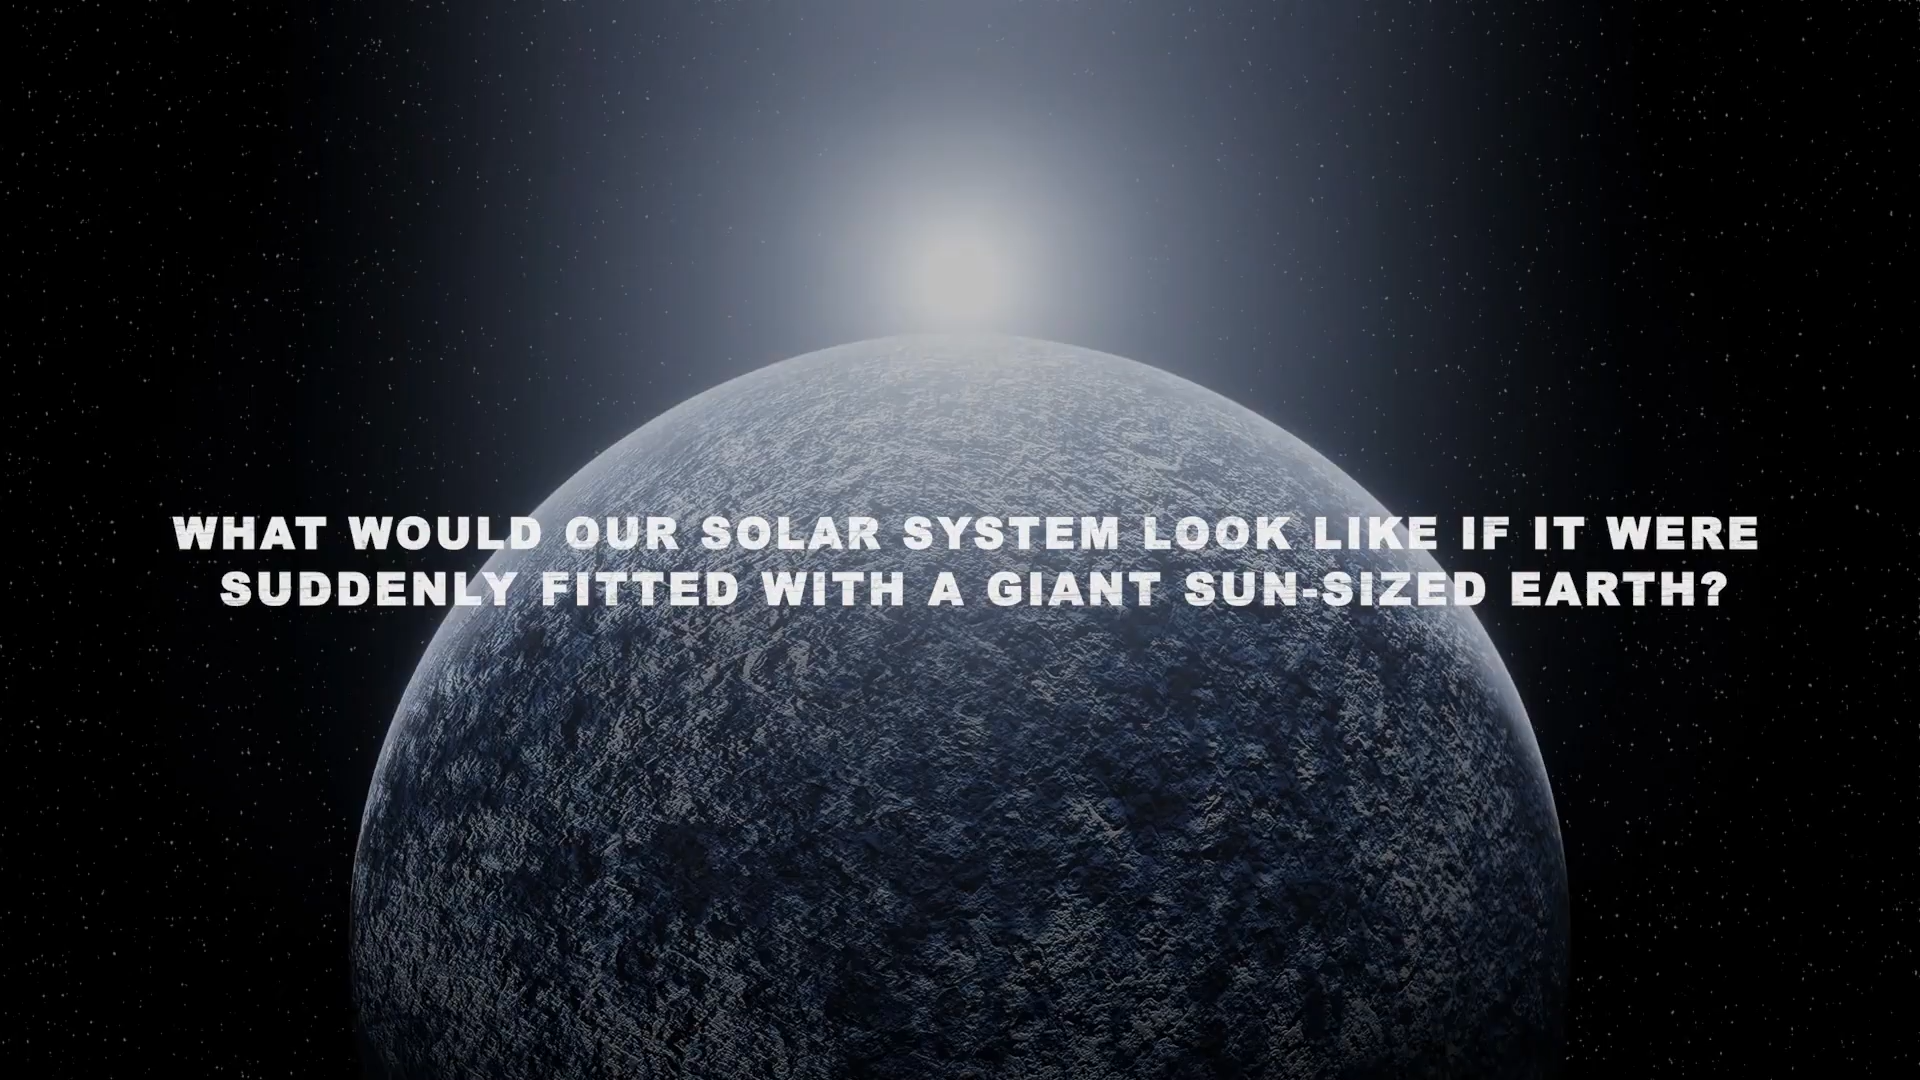 WHAT WOULD OUR SOLAR SYSTEM LOOK LIKE IF IT WERE
SUDDENLY FITTED WITH A GIANT SUN-SIZED EARTH?